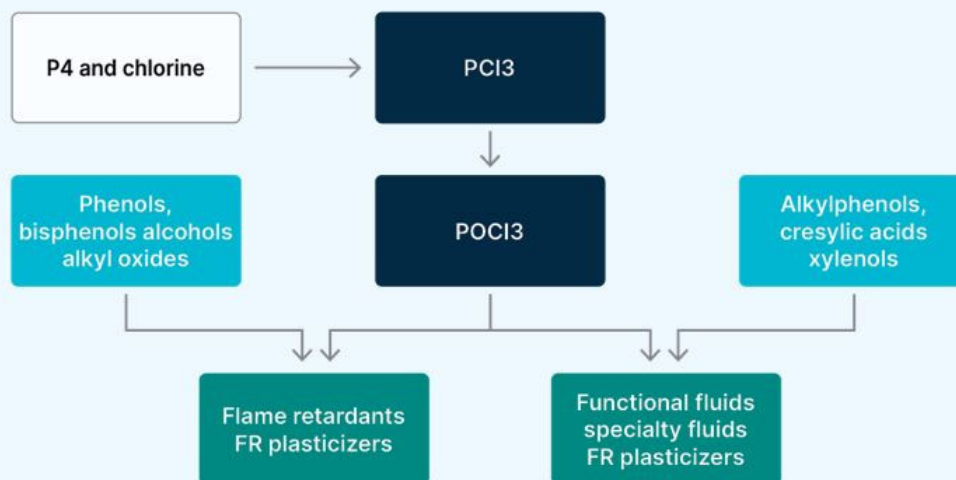 P4 and chlorine
PCl3
Phenols,
bisphenols alcohols
alkyl oxides
POCl3
Alkylphenols,
cresylic acids
xylenols
Flame retardants
FR plasticizers
Functional fluids
specialty fluids
FR plasticizers